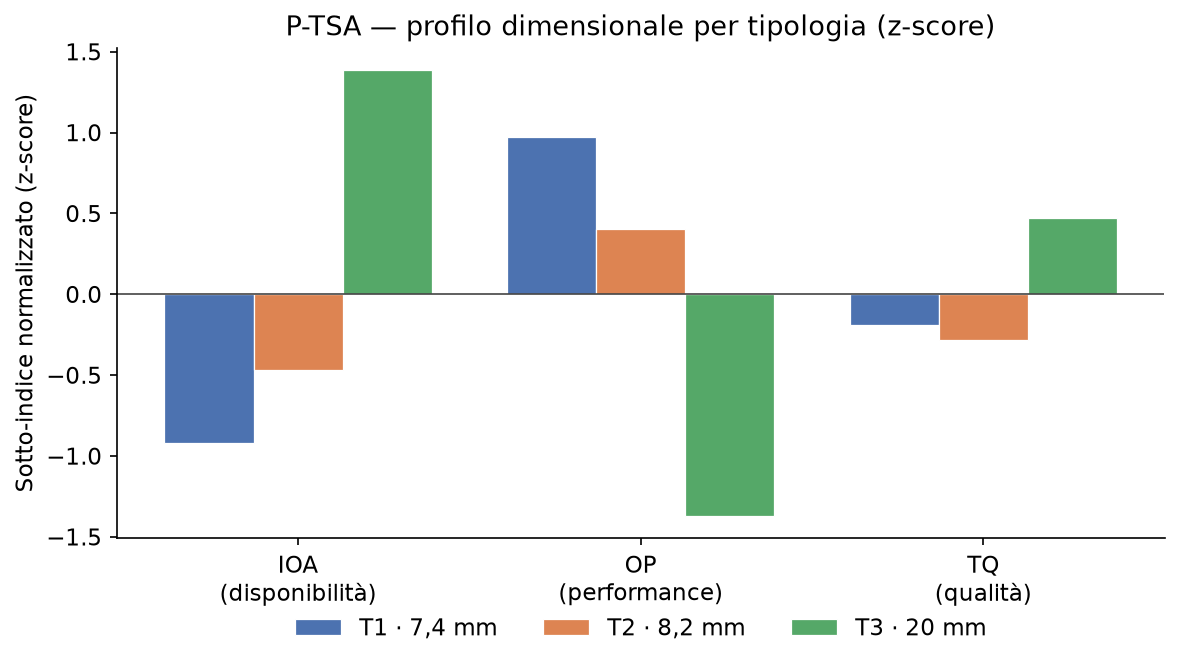 P-TSA — profilo dimensionale per tipologia (z-score)
Sotto-indice normalizzato (z-score)
1.5
1.0
0.5
0.0
−0.5
−1.0
−1.5
IOA
(disponibilità)
OP
(performance)
TQ
(qualità)
T1 · 7,4 mm
T2 · 8,2 mm
T3 · 20 mm